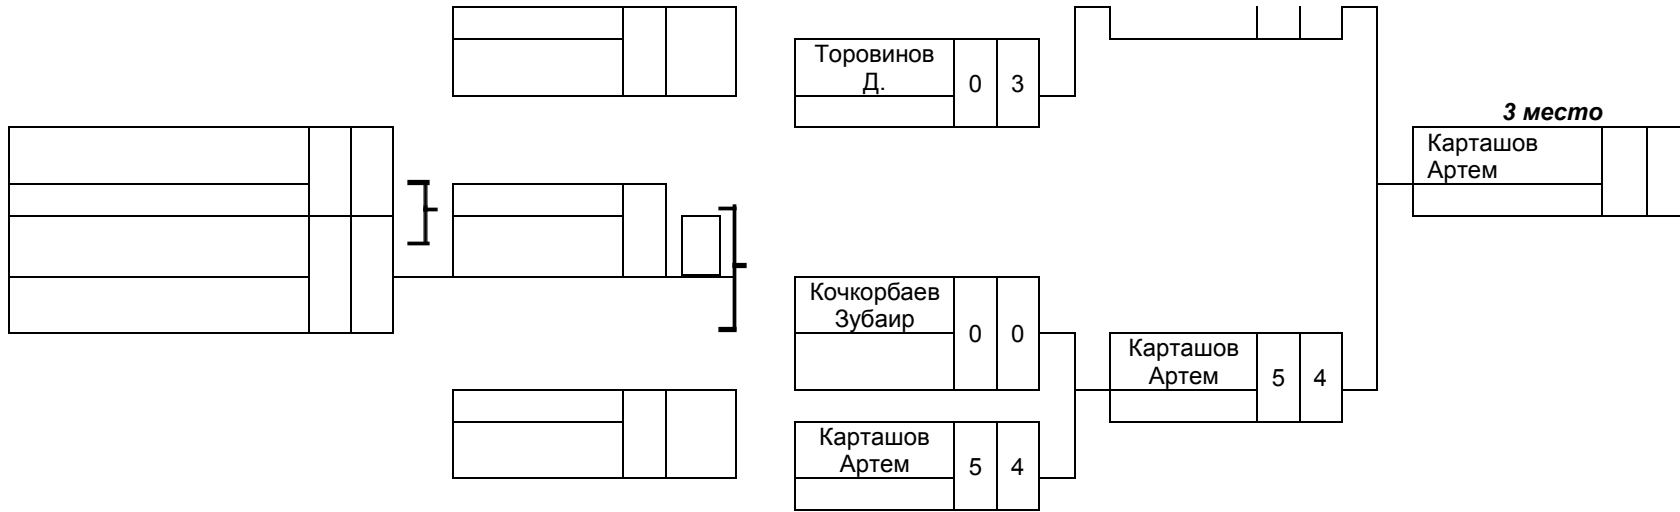 Торовинов
Д.
0 3
3 место
Карташов
Артем
Кочкорбаев
Зубаир
0 0
Карташов
Артем
5 4
Карташов
Артем
5 4